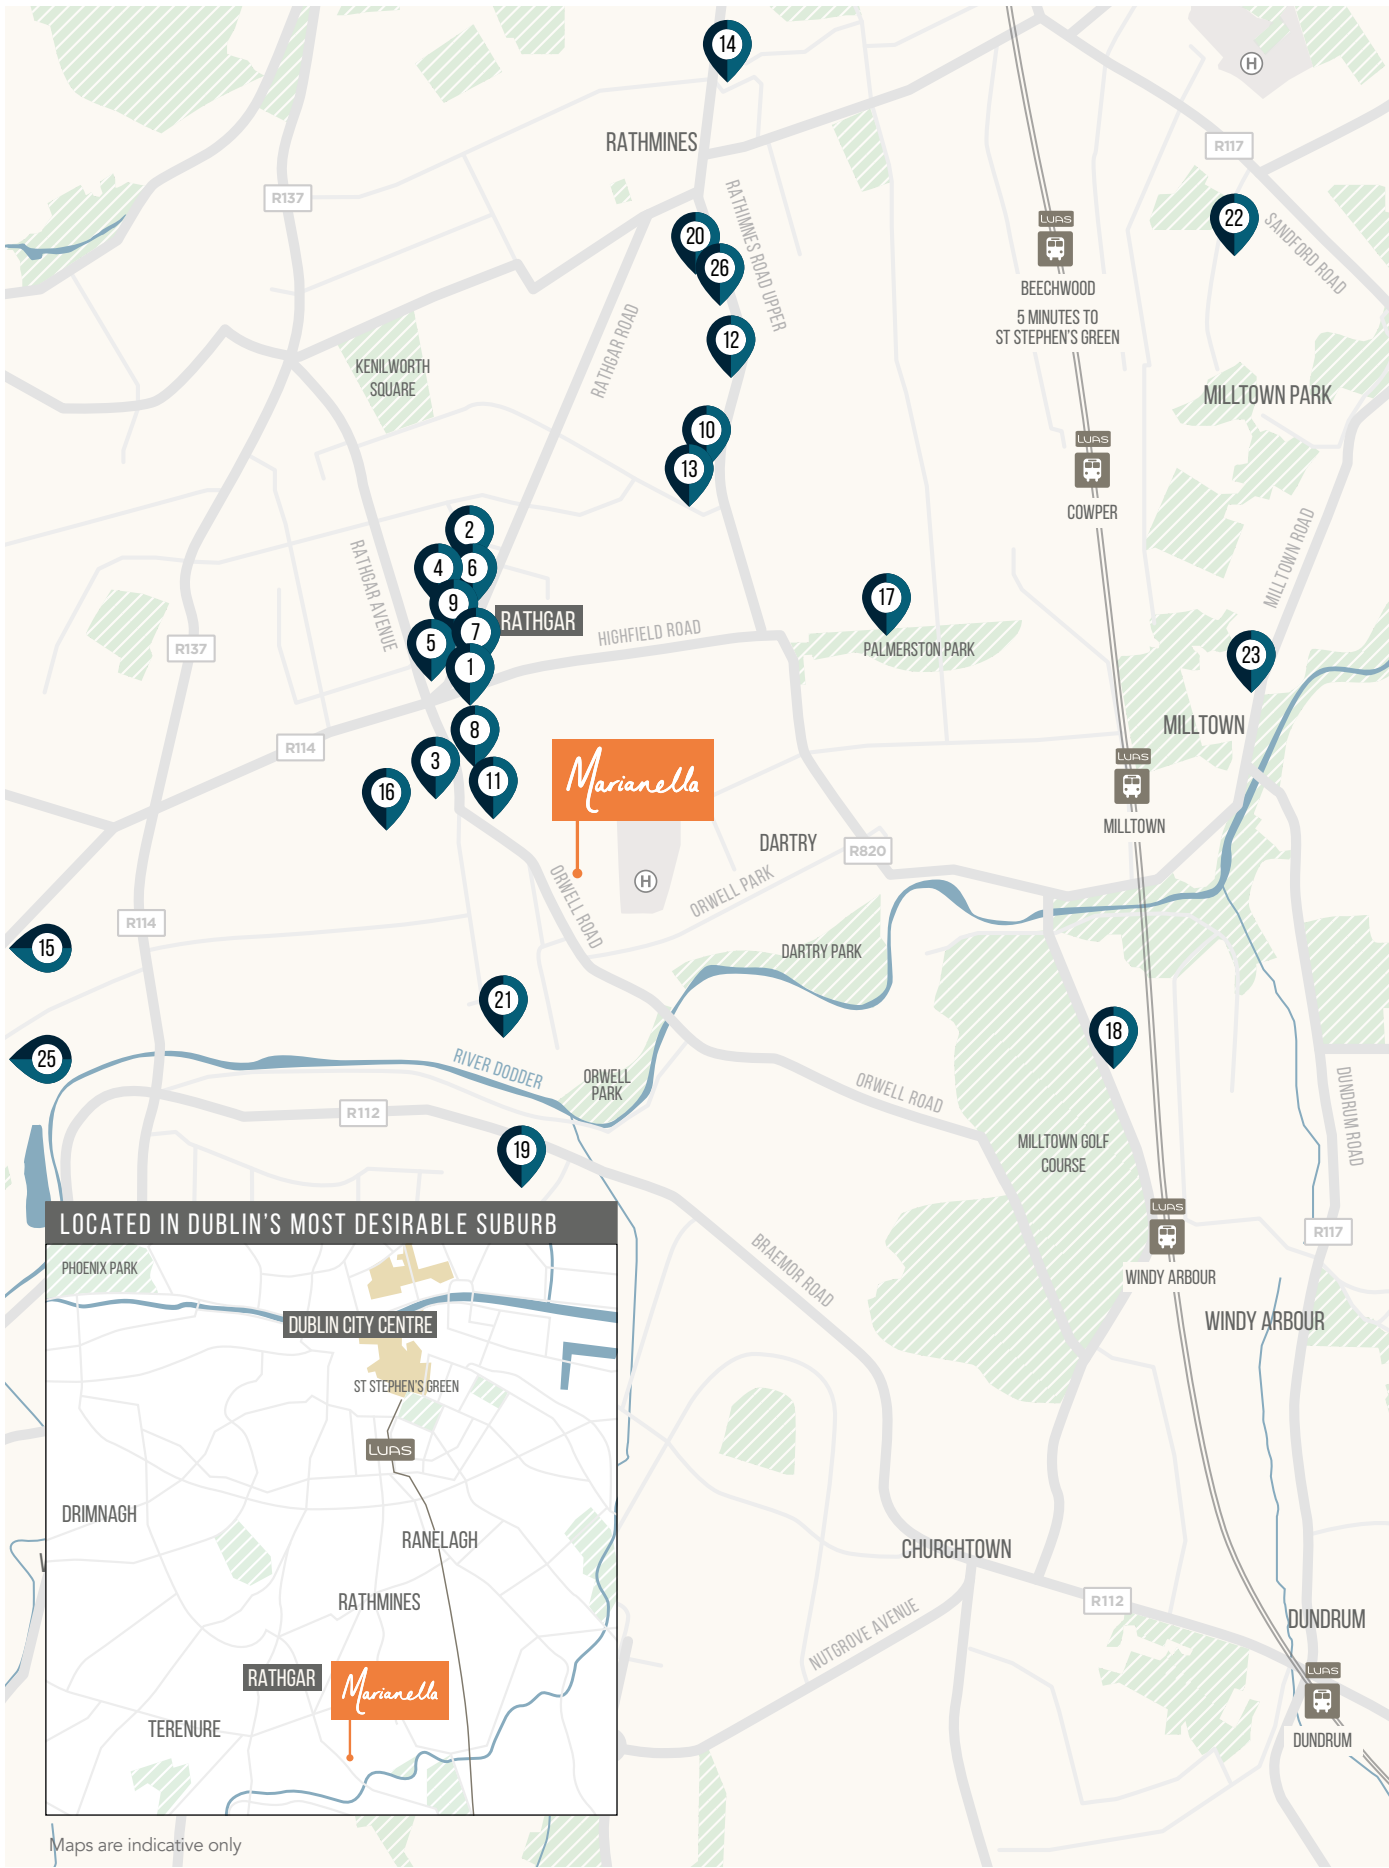 14
H
RATHMINES
R117
R137
RATHIMNES ROAD UPPER
22
SANDFORD ROAD
LUAS
20
26
BEECHWOOD
5 MINUTES TO
ST STEPHEN'S GREEN
RATHGAR ROAD
12
KENILWORTH
SQUARE
MILLTOWN PARK
10
13
LUAS
COWPER
2
4
6
9
RATHGAR AVENUE
MILLTOWN ROAD
17
RATHGAR
7
5
1
HIGHFIELD ROAD
PALMERSTON PARK
R137
23
8
R114
MILLTOWN
3
11
16
Marianella
LUAS
MILLTOWN
DARTRY
R820
H
ORWELL PARK
ORWELL ROAD
R114
15
DARTRY PARK
21
18
25
RIVER DODDER
ORWELL
PARK
ORWELL ROAD
R112
DUNDRUM ROAD
19
MILLTOWN GOLF
COURSE
LUAS
WINDY ARBOUR
R117
BRAEMOR ROAD
WINDY ARBOUR
LOCATED IN DUBLIN'S MOST DESIRABLE SUBURB
PHOENIX PARK
DUBLIN CITY CENTRE
ST STEPHEN'S GREEN
LUAS
DRIMNAGH
RANELAGH
RATHMINES
RATHGAR
Marianella
TERENURE
CHURCHTOWN
R112
NUTGROVE AVENUE
DUNDRUM
LUAS
DUNDRUM
Maps are indicative only